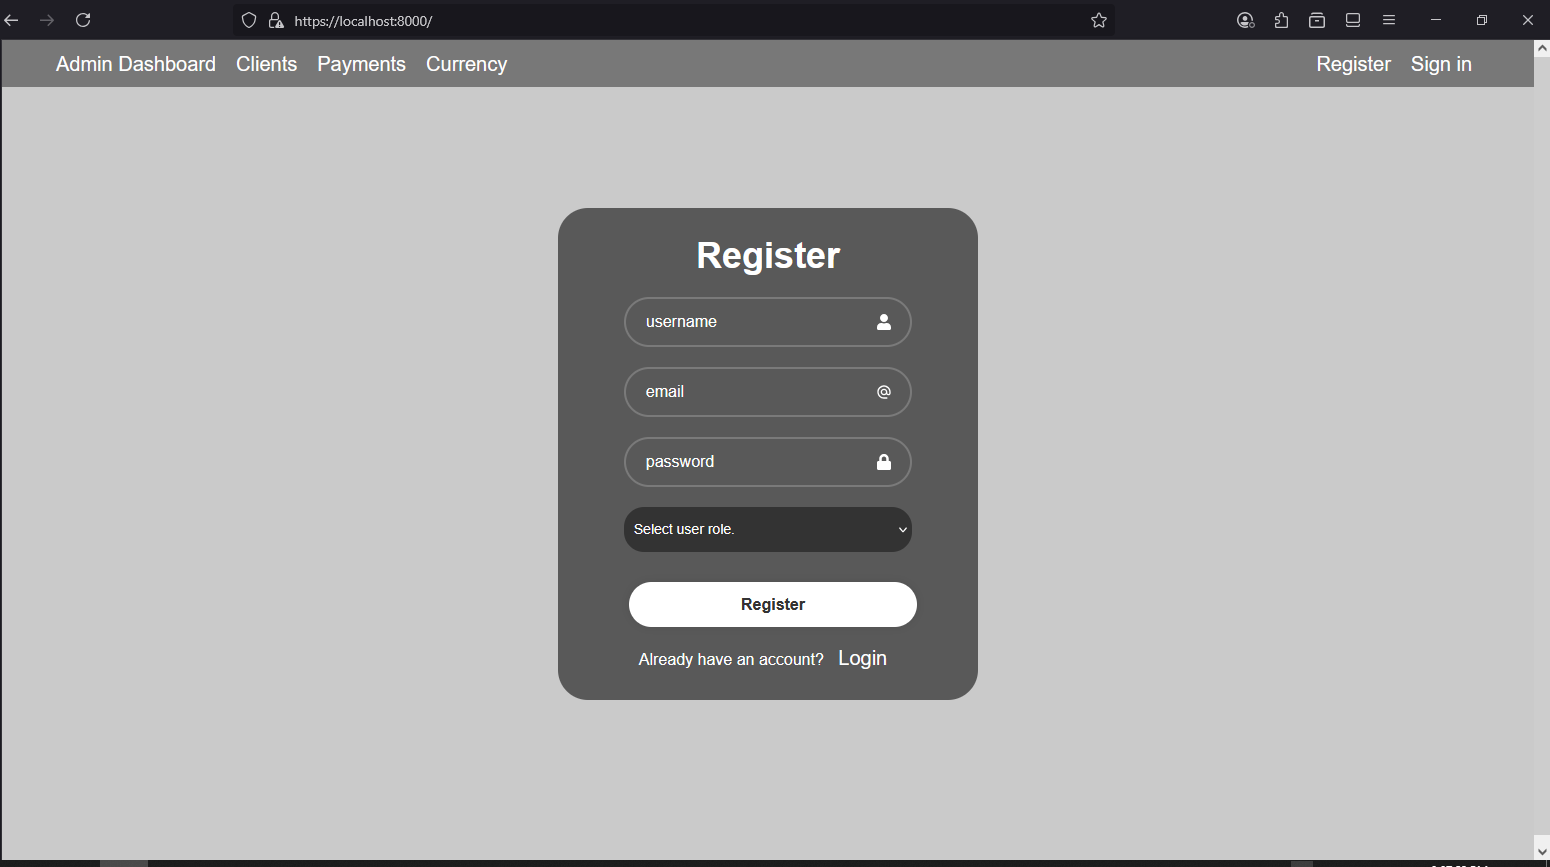 https://localhost:8000/
Admin Dashboard Clients Payments Currency Register Sign in
Register
username
email
password
Select user role.
Register
Already have an account? Login